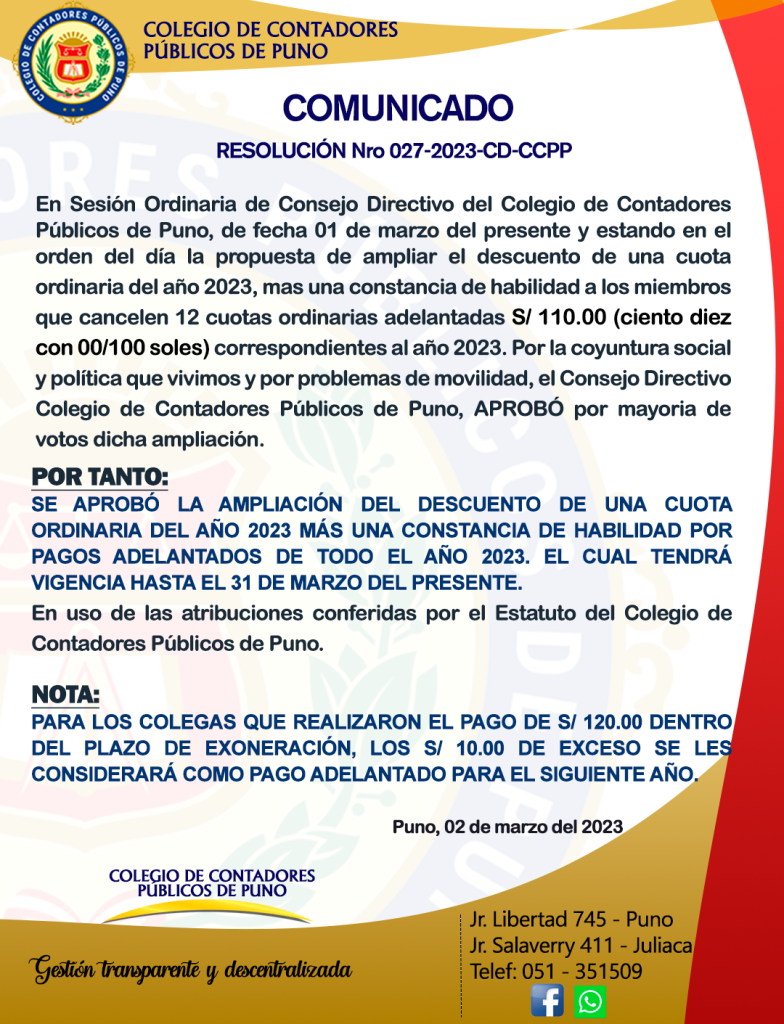 COLEGIO DE CONTADORES PÚBLICOS DE PUNO
COLEGIO DE CONTADORES
PÚBLICOS DE PUNO
COMUNICADO
RESOLUCIÓN Nro 027-2023-CD-CCPP
En Sesión Ordinaria de Consejo Directivo del Colegio de Contadores
Públicos de Puno, de fecha 01 de marzo del presente y estando en el
orden del día la propuesta de ampliar el descuento de una cuota
ordinaria del año 2023, mas una constancia de habilidad a los miembros
que cancelen 12 cuotas ordinarias adelantadas S/ 110.00 (ciento diez
con 00/100 soles) correspondientes al año 2023. Por la coyuntura social
y política que vivimos y por problemas de movilidad, el Consejo Directivo
Colegio de Contadores Públicos de Puno, APROBÓ por mayoria de
votos dicha ampliación.
POR TANTO:
SE APROBÓ LA AMPLIACIÓN DEL DESCUENTO DE UNA CUOTA
ORDINARIA DEL AÑO 2023 MÁS UNA CONSTANCIA DE HABILIDAD POR
PAGOS ADELANTADOS DE TODO EL AÑO 2023. EL CUAL TENDRÁ
VIGENCIA HASTA EL 31 DE MARZO DEL PRESENTE.
En uso de las atribuciones conferidas por el Estatuto del Colegio de
Contadores Públicos de Puno.
NOTA:
PARA LOS COLEGAS QUE REALIZARON EL PAGO DE S/ 120.00 DENTRO
DEL PLAZO DE EXONERACIÓN, LOS S/ 10.00 DE EXCESO SE LES
CONSIDERARÁ COMO PAGO ADELANTADO PARA EL SIGUIENTE AÑO.
Puno, 02 de marzo del 2023
COLEGIO DE CONTADORES
PÚBLICOS DE PUNO
Gestión transparente y descentralizada
Jr. Libertad 745 - Puno
Jr. Salaverry 411 - Juliaca
Telef: 051 - 351509